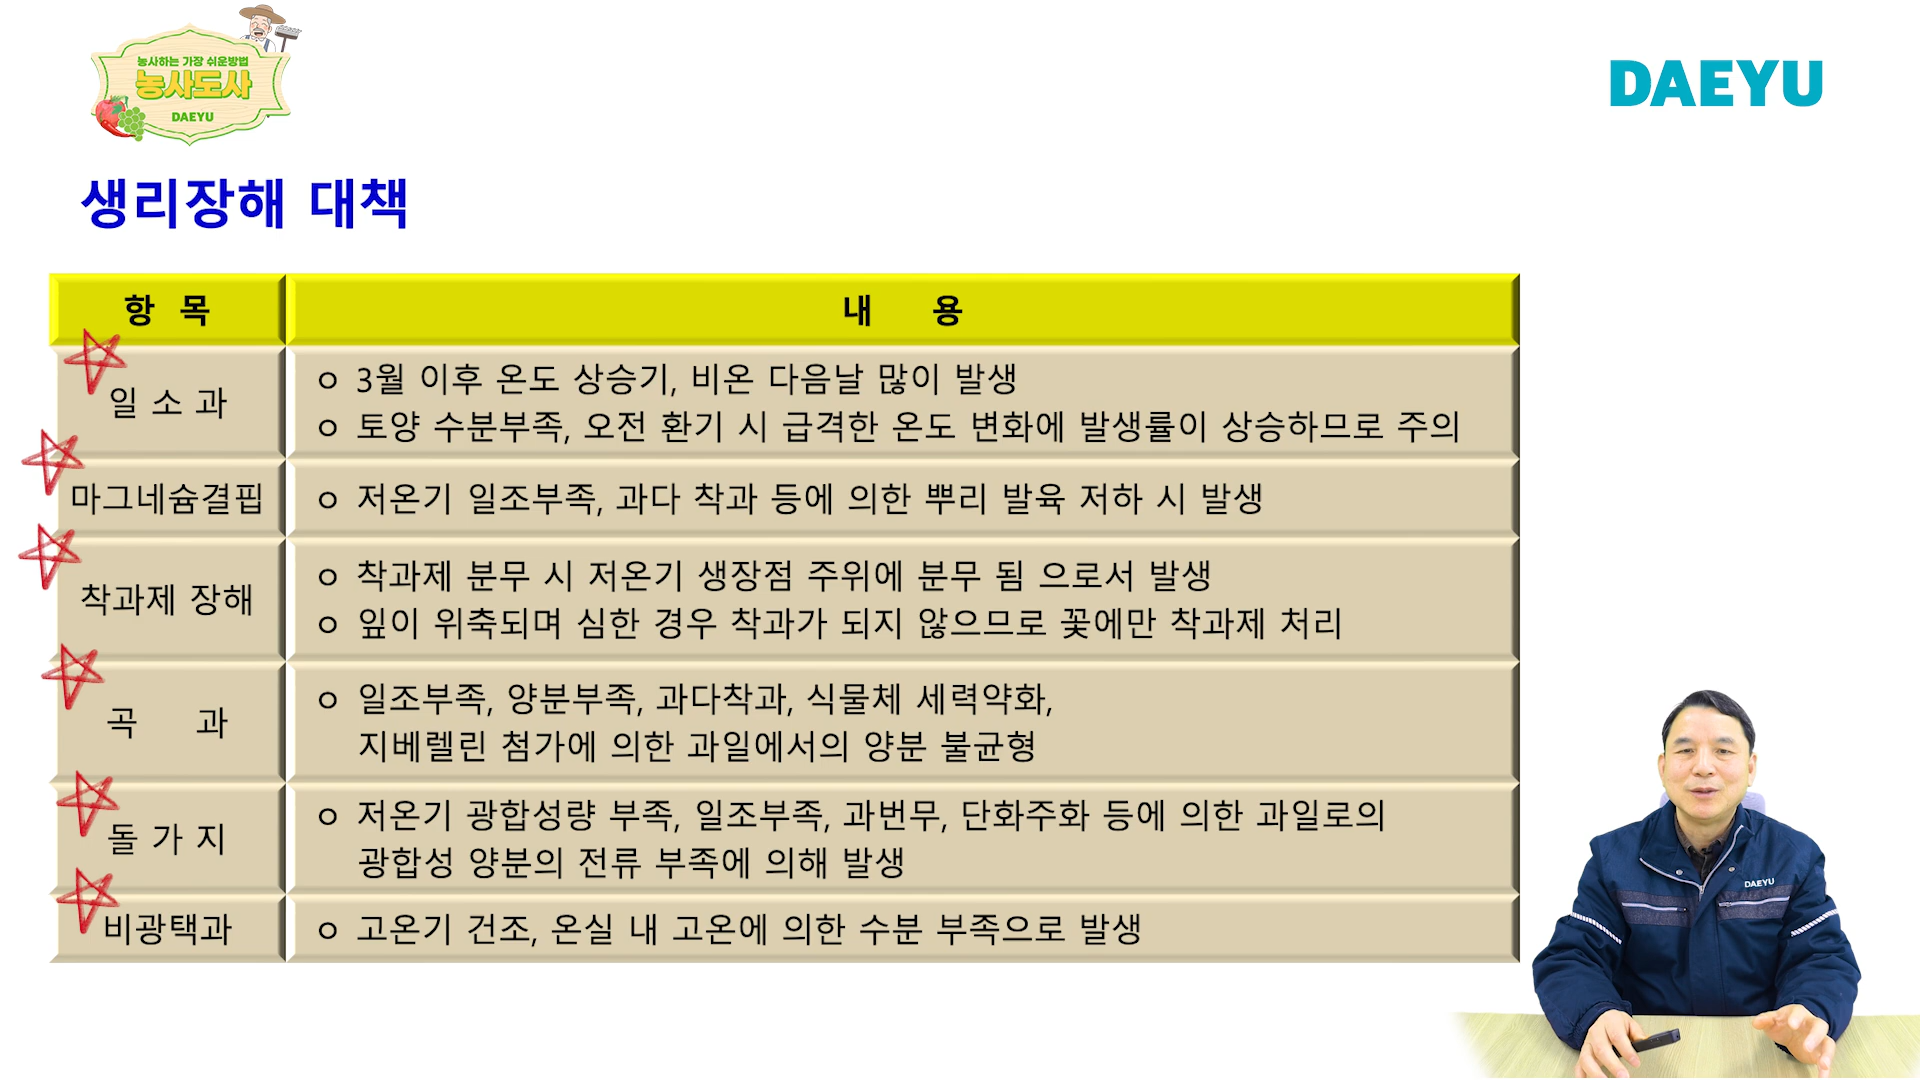 농사하는 가장 쉬운방법
농사도사
DAEYU
DAEYU
생리장해 대책
항 목
내 용
일 소 과
ㅇ 3월 이후 온도 상승기, 비온 다음날 많이 발생
ㅇ 토양 수분부족, 오전 환기 시 급격한 온도 변화에 발생률이 상승하므로 주의
마그네슘결핍
ㅇ 저온기 일조부족, 과다 착과 등에 의한 뿌리 발육 저하 시 발생
착과제 장해
ㅇ 착과제 분무 시 저온기 생장점 주위에 분무 됨 으로서 발생
ㅇ 잎이 위축되며 심한 경우 착과가 되지 않으므로 꽃에만 착과제 처리
곡 과
ㅇ 일조부족, 양분부족, 과다착과, 식물체 세력약화,
지베렐린 첨가에 의한 과일에서의 양분 불균형
돌 가 지
ㅇ 저온기 광합성량 부족, 일조부족, 과번무, 단화주화 등에 의한 과일로의
광합성 양분의 전류 부족에 의해 발생
비광택과
ㅇ 고온기 건조, 온실 내 고온에 의한 수분 부족으로 발생
DAEYU